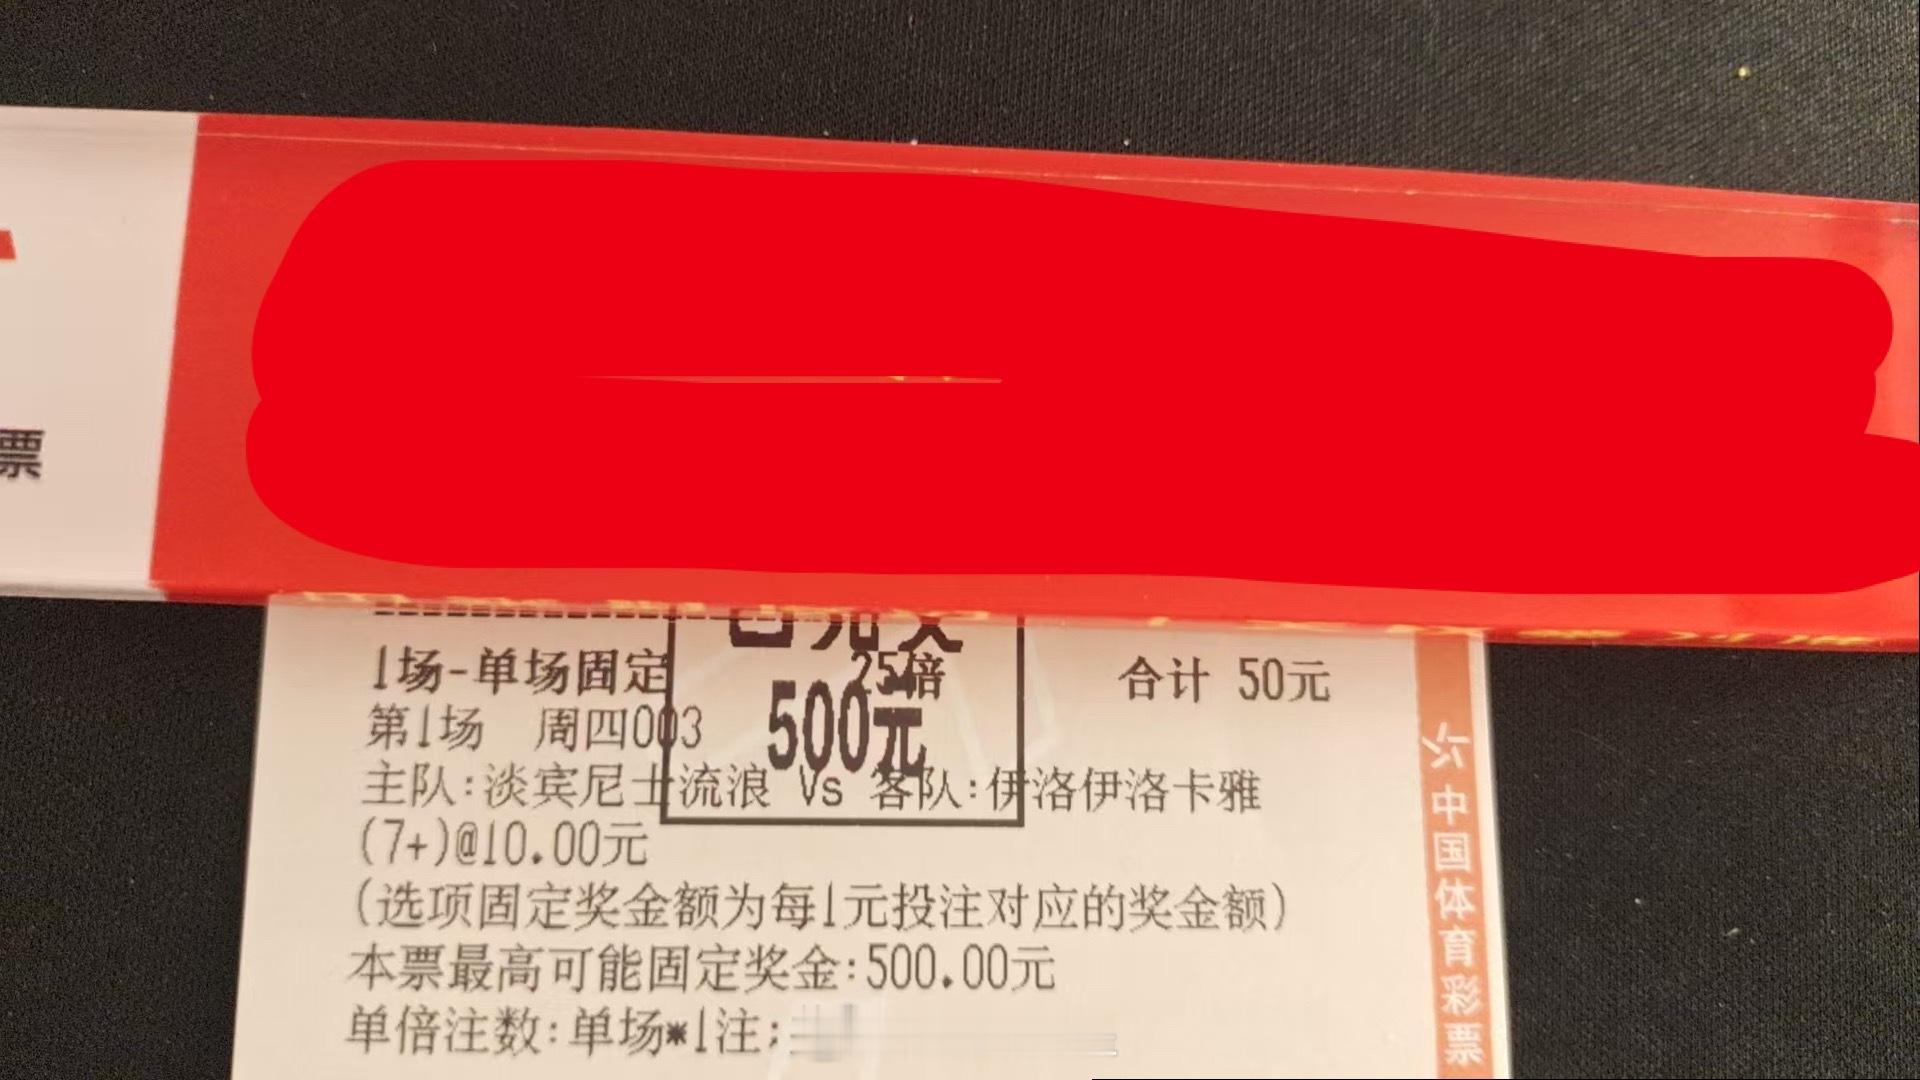 票
1场-单场固定 25倍 合计 50元
500元
第1场 周四003
主队:淡宾尼士流浪 Vs 客队:伊洛伊洛卡雅
(7+)@10.00元
(选项固定奖金额为每1元投注对应的奖金额)
本票最高可能固定奖金:500.00元
单倍注数:单场*1注;
中国体育彩票